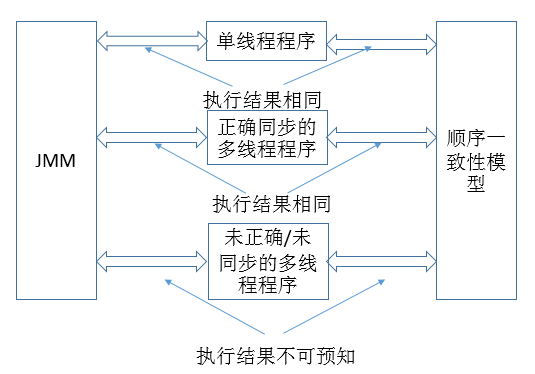 单线程程序
执行结果相同
正确同步的
多线程程序
JMM
顺序一
致性模
型
执行结果相同
未正确/未
同步的多线
程程序
执行结果不可预知